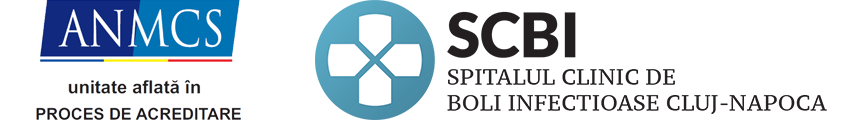 ANMCS
unitate aflată în
PROCES DE ACREDITARE
SCBI
SPITALUL CLINIC DE
BOLI INFECTIOASE CLUJ-NAPOCA